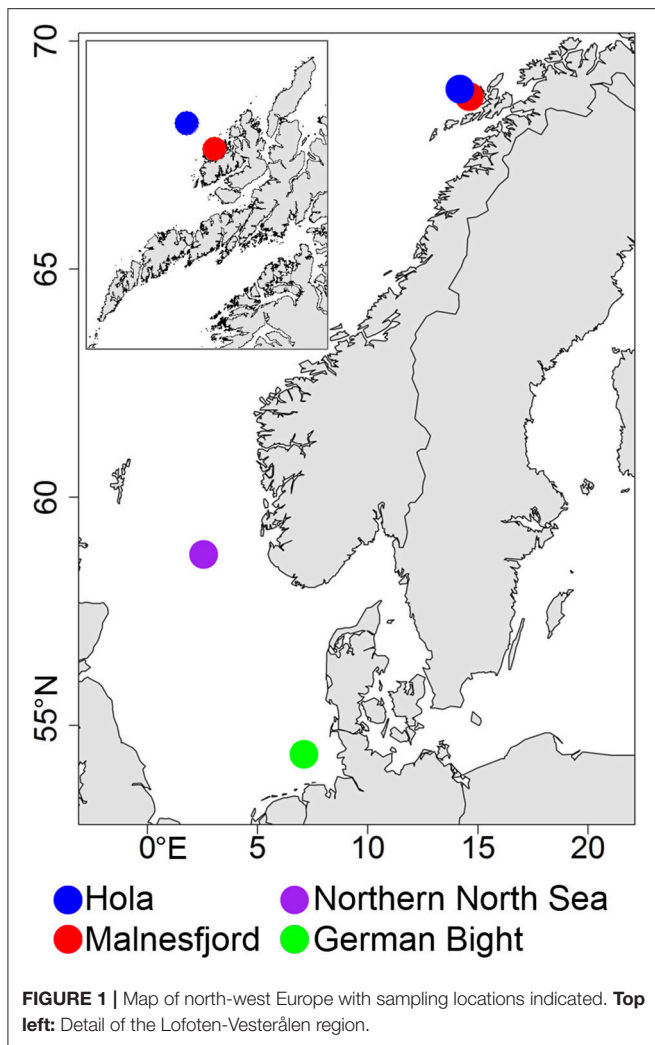 70
65
60
55°N
0°E 5 10 15 20
Hola Northern North Sea
Malnesfjord German Bight
FIGURE 1 | Map of north-west Europe with sampling locations indicated. Top
left: Detail of the Lofoten-Vesterålen region.